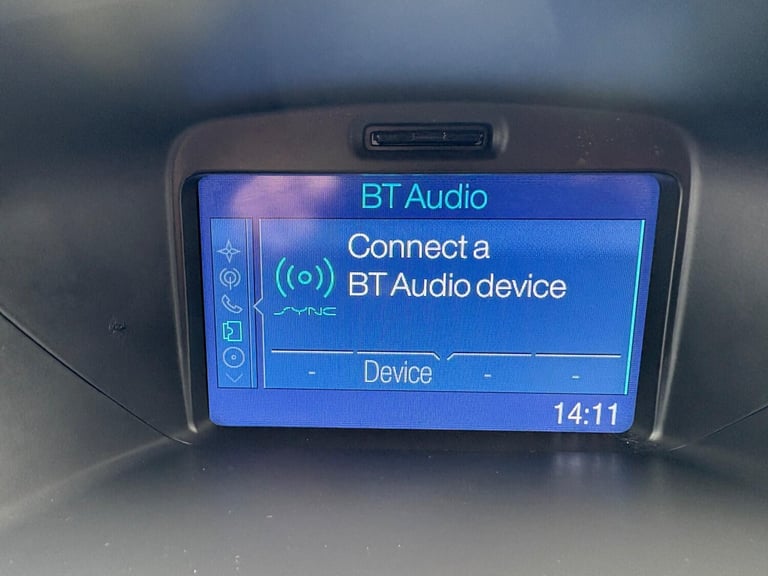 BT Audio
Connect a
BT Audio device
SYNC
- Device - -
14:11